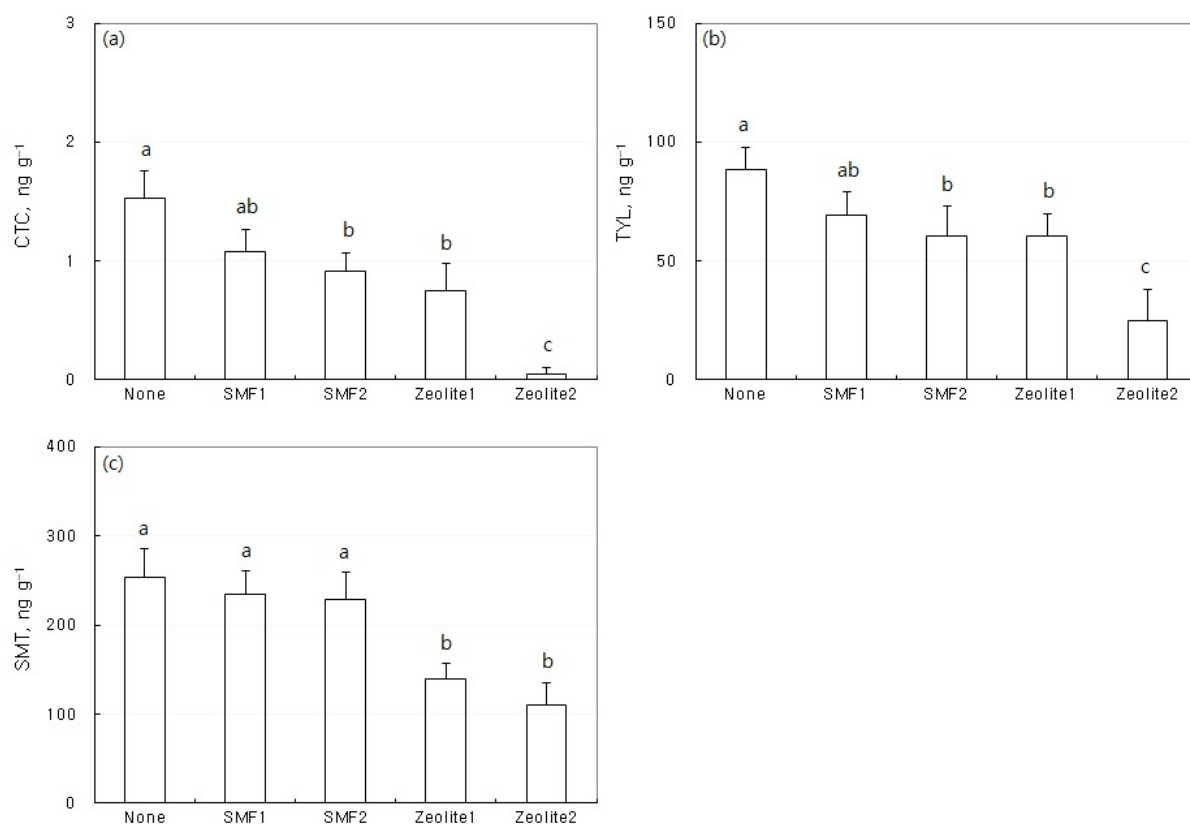 (a)
CTC, ng g⁻¹
3
2
1
0
a
ab
b
b
c
None SMF1 SMF2 Zeolite1 Zeolite2
(b)
TYL, ng g⁻¹
150
100
50
0
a
ab
b
b
c
None SMF1 SMF2 Zeolite1 Zeolite2
(c)
SMT, ng g⁻¹
400
300
200
100
0
a
a
a
b
b
None SMF1 SMF2 Zeolite1 Zeolite2